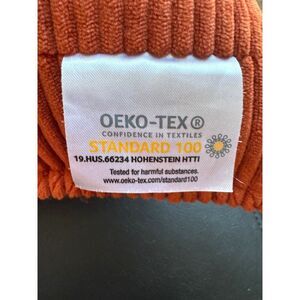 OEKO-TEX®
CONFIDENCE IN TEXTILES
STANDARD 100
19.HUS.66234 HOHENSTEIN HTTI
Tested for harmful substances.
www.oeko-tex.com/standard100